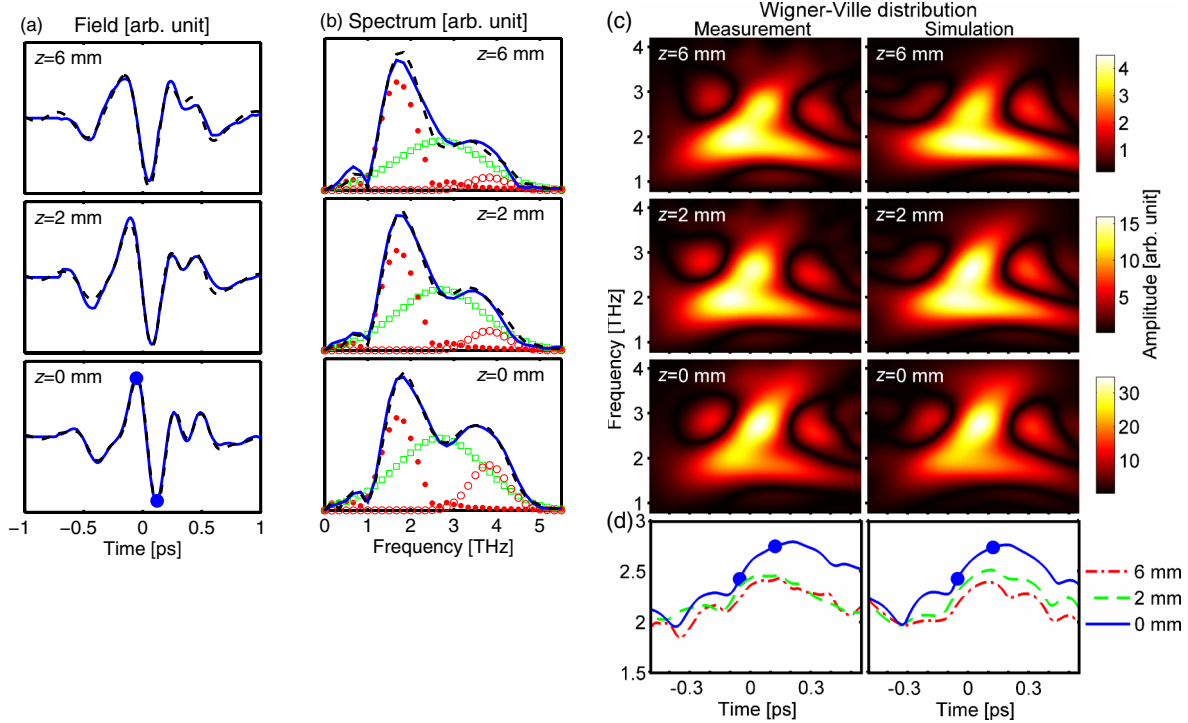 (a) Field [arb. unit]
z=6 mm
z=2 mm
z=0 mm
−1 −0.5 0 0.5 1
Time [ps]
(b) Spectrum [arb. unit]
z=6 mm
z=2 mm
z=0 mm
0 1 2 3 4 5
Frequency [THz]
(c) Wigner-Ville distribution
Measurement Simulation
z=6 mm z=6 mm
4
3
2
1
4
3
2
1
z=2 mm z=2 mm
4
3
2
1
15
10
5
z=0 mm z=0 mm
4
3
2
1
30
20
10
Frequency [THz]
Amplitude [arb. unit]
(d)
3
2.5
2
1.5
-0.3 0 0.3 -0.3 0 0.3
Time [ps] Time [ps]
6 mm
2 mm
0 mm